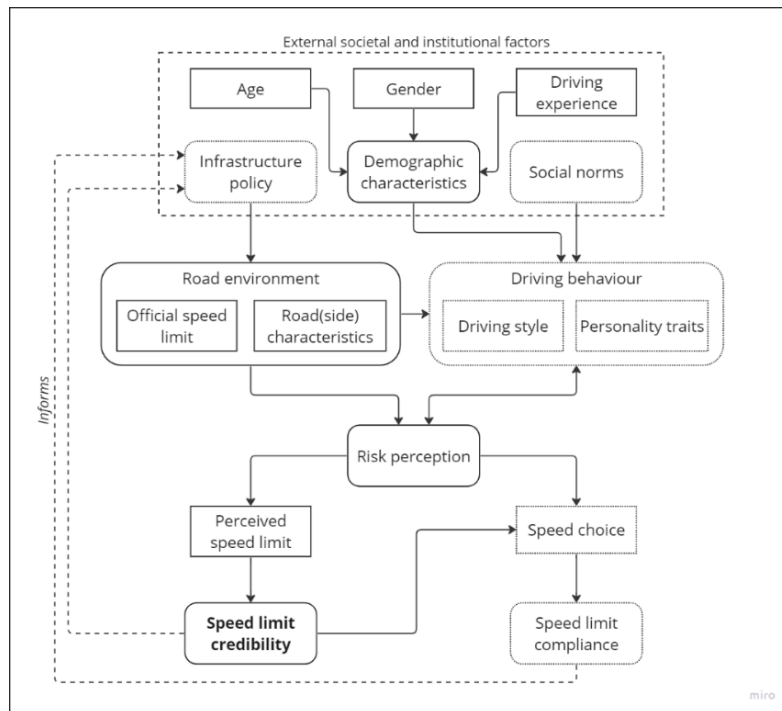 External societal and institutional factors
Age
Gender
Driving
experience
Infrastructure
policy
Demographic
characteristics
Social norms
Road environment
Official speed
limit
Road(side)
characteristics
Driving behaviour
Driving style
Personality traits
Informs
Risk perception
Perceived
speed limit
Speed choice
Speed limit
credibility
Speed limit
compliance
miro